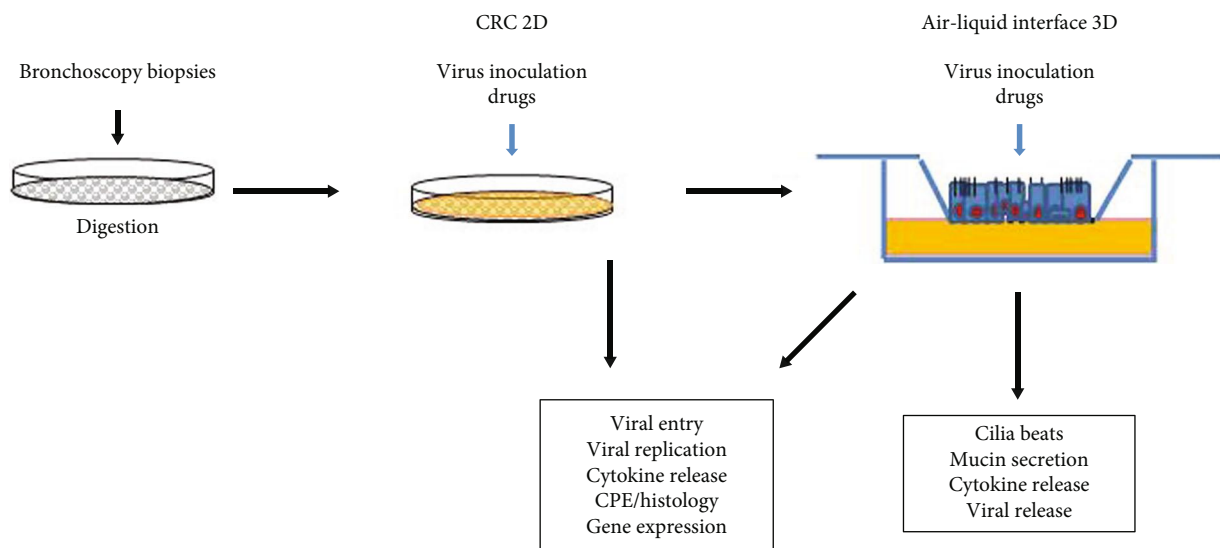 Bronchoscopy biopsies
Digestion
CRC 2D
Virus inoculation
drugs
Air-liquid interface 3D
Virus inoculation
drugs
Viral entry
Viral replication
Cytokine release
CPE/histology
Gene expression
Cilia beats
Mucin secretion
Cytokine release
Viral release